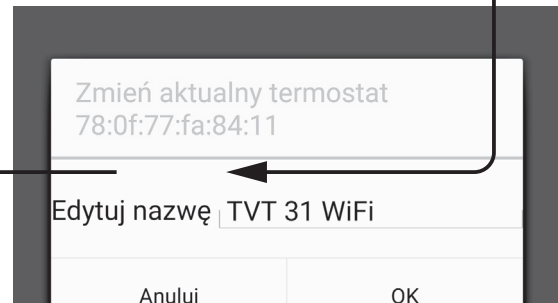 Zmień aktualny termostat
78:0f:77:fa:84:11
Edytuj nazwę TVT 31 WiFi
Anuluj OK